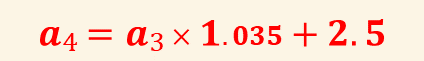 a₄ = a₃ × 1.035 + 2.5